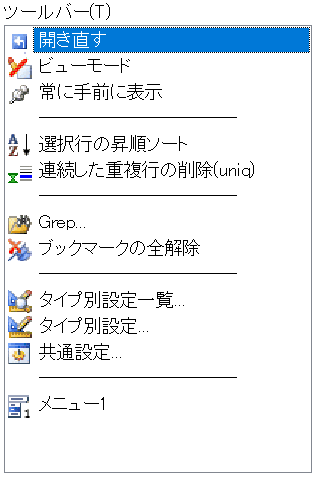 ツールバー(T)
開き直す
ビューモード
常に手前に表示
選択行の昇順ソート
連続した重複行の削除(uniq)
Grep...
ブックマークの全解除
タイプ別設定一覧...
タイプ別設定...
共通設定...
メニュー1